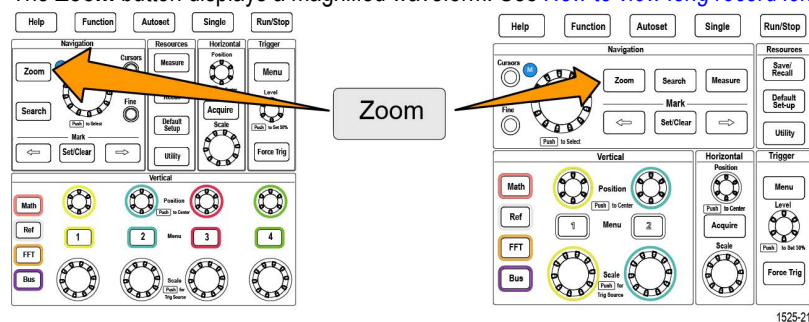 The Zoom button displays a magnified waveform. See How to view long record len
Help Function Autoset Single Run/Stop
Navigation Resources Horizontal Trigger
Zoom M Cursors Measure Position Menu
Level
Search Fine Acquire
Push to Select Default Setup Scale Push to Set 50%
Mark
Set/Clear Utility Force Trig
Vertical
Math Position
Push to Center
Ref 1 2 Menu 3 4
FFT
Bus Scale
Push for
Trig Source
Zoom
Help Function Autoset Single Run/Stop
Navigation Resources
Cursors M Zoom Search Measure Save/
Recall
Fine Mark Default
Set-up
Set/Clear
Push to Select Utility
Vertical Horizontal Trigger
Position
Math Position Menu
Push to Center Push to Center Level
Ref 1 Menu 2 Acquire
FFT Scale Push to Set 50%
Bus Scale Force Trig
Push for
Trig Source
1525-21